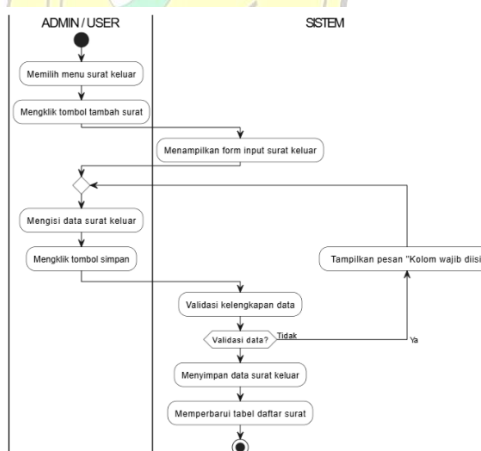 ADMIN / USER
SISTEM
Memilih menu surat keluar
Mengklik tombol tambah surat
Menampilkan form input surat keluar
Mengisi data surat keluar
Mengklik tombol simpan
Tampilkan pesan "Kolom wajib diisi
Validasi kelengkapan data
Validasi data?
Tidak
Ya
Menyimpan data surat keluar
Memperbarui tabel daftar surat